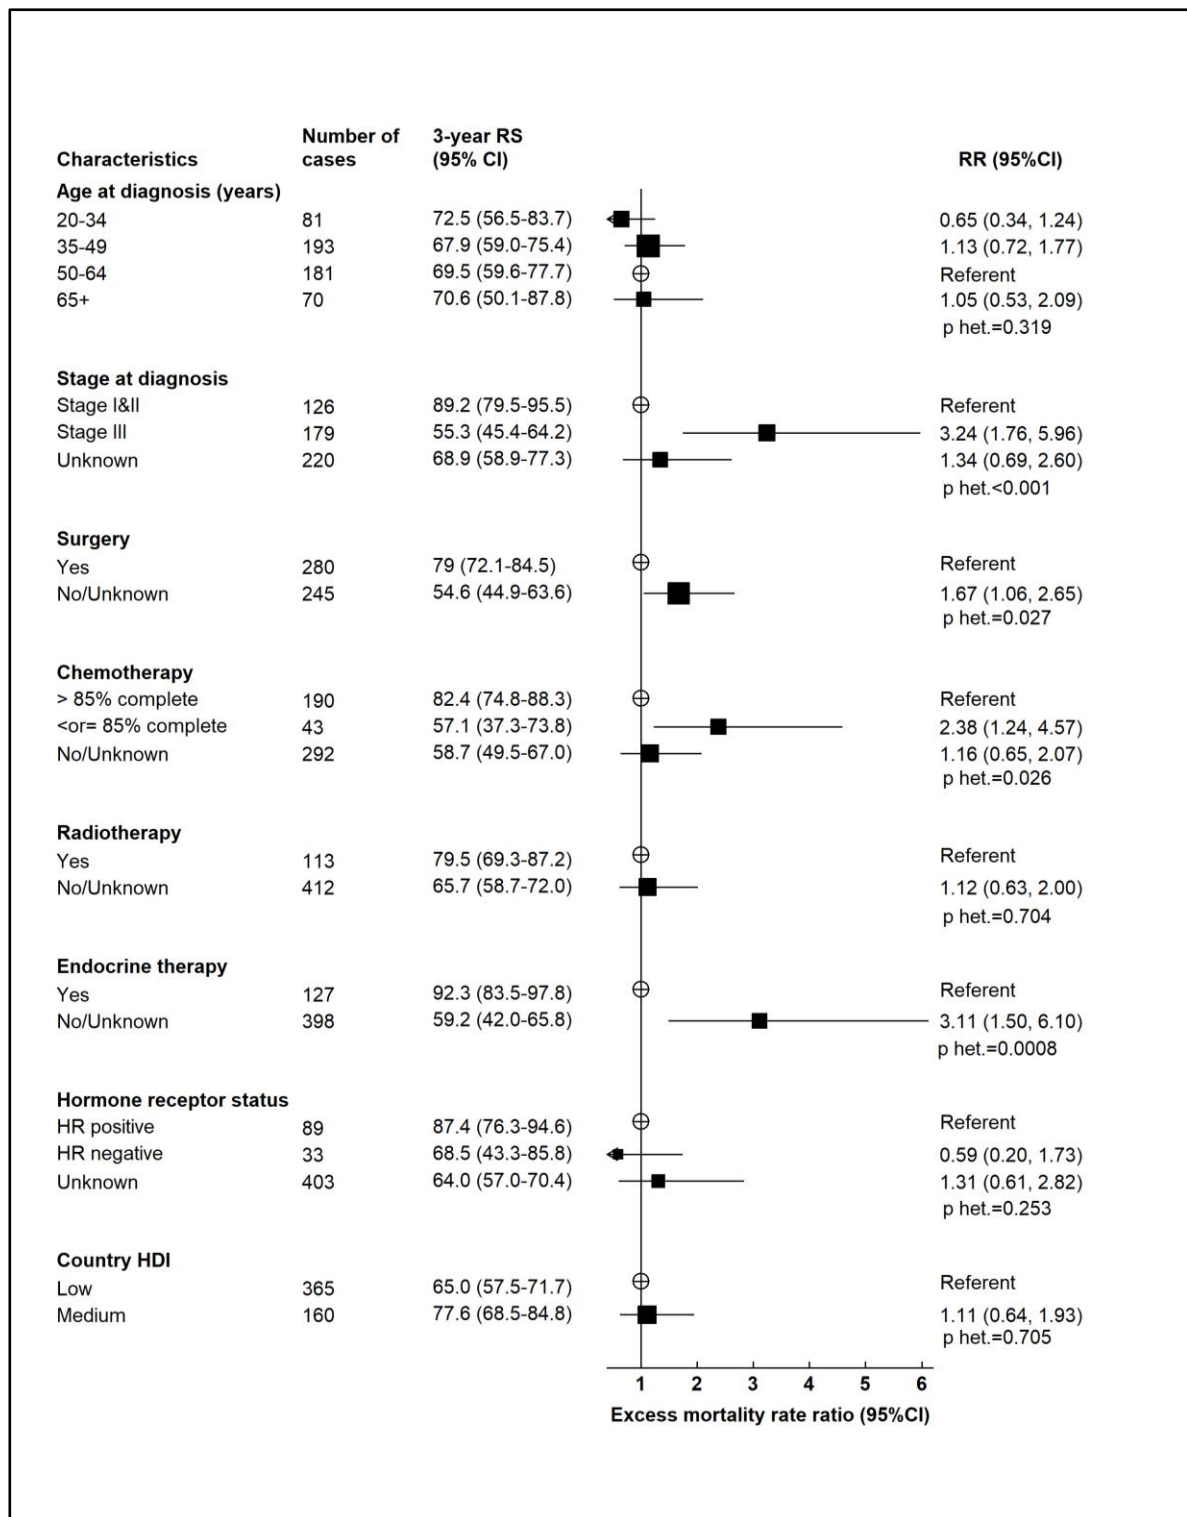 Characteristics Number of cases 3-year RS (95% CI) RR (95%CI)
Age at diagnosis (years)
20-34 81 72.5 (56.5-83.7) 0.65 (0.34, 1.24)
35-49 193 67.9 (59.0-75.4) 1.13 (0.72, 1.77)
50-64 181 69.5 (59.6-77.7) Referent
65+ 70 70.6 (50.1-87.8) 1.05 (0.53, 2.09)
p het.=0.319
Stage at diagnosis
Stage I&II 126 89.2 (79.5-95.5) Referent
Stage III 179 55.3 (45.4-64.2) 3.24 (1.76, 5.96)
Unknown 220 68.9 (58.9-77.3) 1.34 (0.69, 2.60)
p het.<0.001
Surgery
Yes 280 79 (72.1-84.5) Referent
No/Unknown 245 54.6 (44.9-63.6) 1.67 (1.06, 2.65)
p het.=0.027
Chemotherapy
> 85% complete 190 82.4 (74.8-88.3) Referent
<or= 85% complete 43 57.1 (37.3-73.8) 2.38 (1.24, 4.57)
No/Unknown 292 58.7 (49.5-67.0) 1.16 (0.65, 2.07)
p het.=0.026
Radiotherapy
Yes 113 79.5 (69.3-87.2) Referent
No/Unknown 412 65.7 (58.7-72.0) 1.12 (0.63, 2.00)
p het.=0.704
Endocrine therapy
Yes 127 92.3 (83.5-97.8) Referent
No/Unknown 398 59.2 (42.0-65.8) 3.11 (1.50, 6.10)
p het.=0.0008
Hormone receptor status
HR positive 89 87.4 (76.3-94.6) Referent
HR negative 33 68.5 (43.3-85.8) 0.59 (0.20, 1.73)
Unknown 403 64.0 (57.0-70.4) 1.31 (0.61, 2.82)
p het.=0.253
Country HDI
Low 365 65.0 (57.5-71.7) Referent
Medium 160 77.6 (68.5-84.8) 1.11 (0.64, 1.93)
p het.=0.705
1 2 3 4 5 6
Excess mortality rate ratio (95%CI)